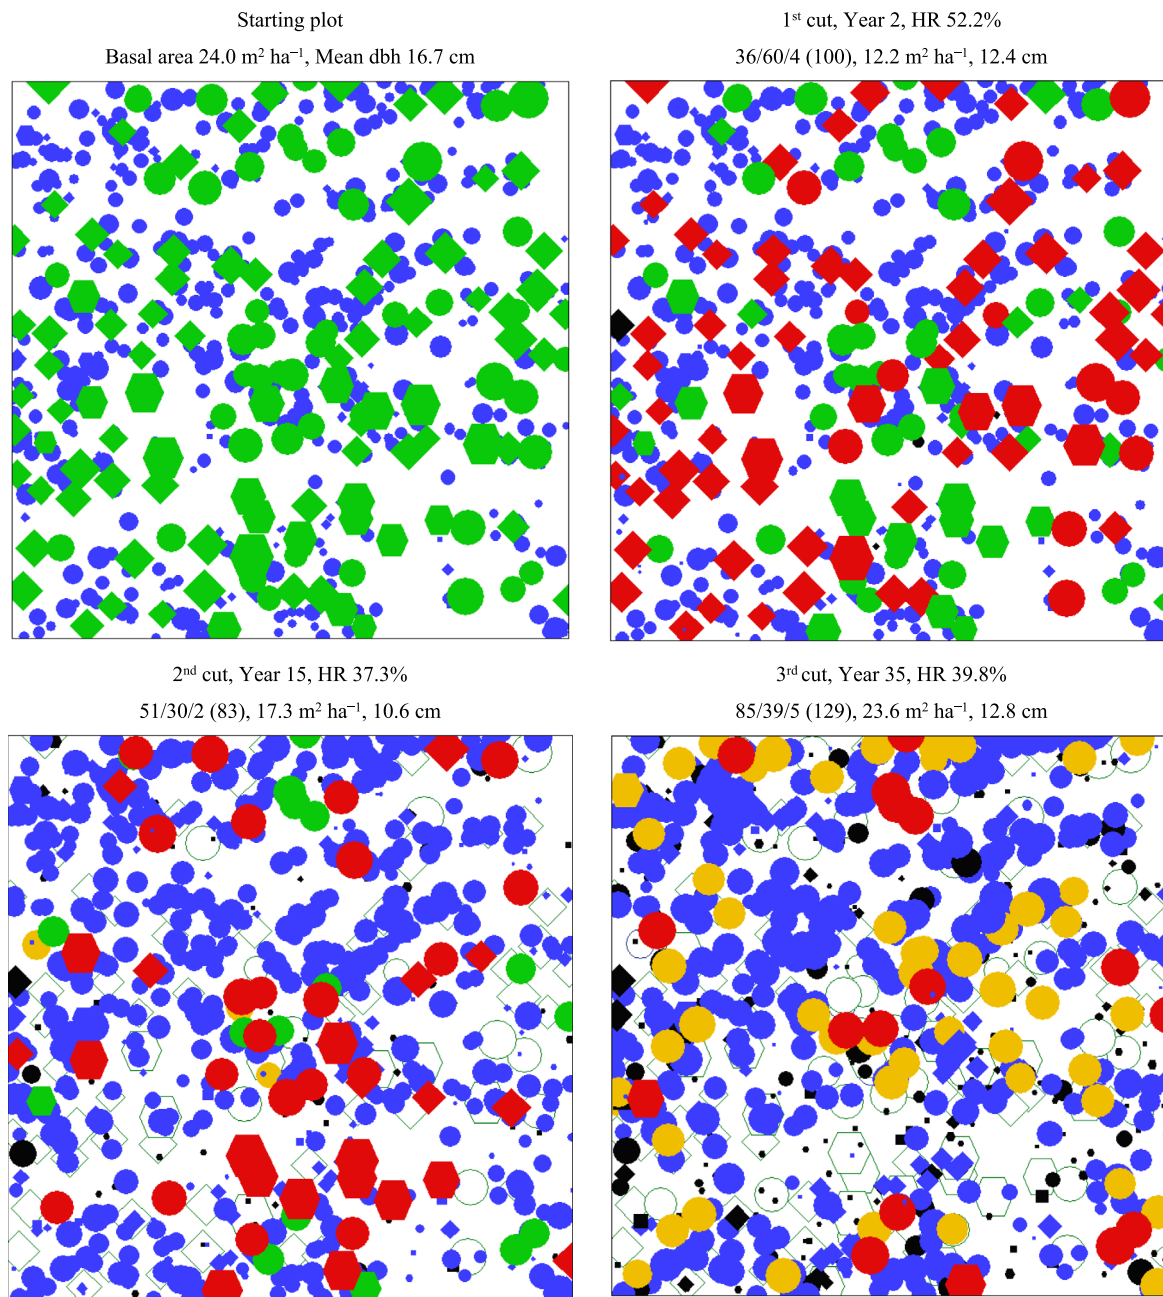 Starting plot
Basal area 24.0 m² ha⁻¹, Mean dbh 16.7 cm
1ˢᵗ cut, Year 2, HR 52.2%
36/60/4 (100), 12.2 m² ha⁻¹, 12.4 cm
2ⁿᵈ cut, Year 15, HR 37.3%
51/30/2 (83), 17.3 m² ha⁻¹, 10.6 cm
3ʳᵈ cut, Year 35, HR 39.8%
85/39/5 (129), 23.6 m² ha⁻¹, 12.8 cm